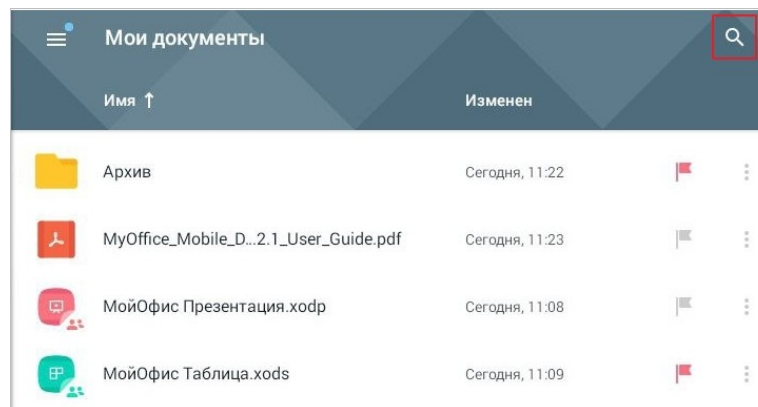 Мои документы
Имя ↑ Изменен
Архив Сегодня, 11:22
MyOffice_Mobile_D...2.1_User_Guide.pdf Сегодня, 11:23
МойОфис Презентация.xodp Сегодня, 11:08
МойОфис Таблица.xods Сегодня, 11:09